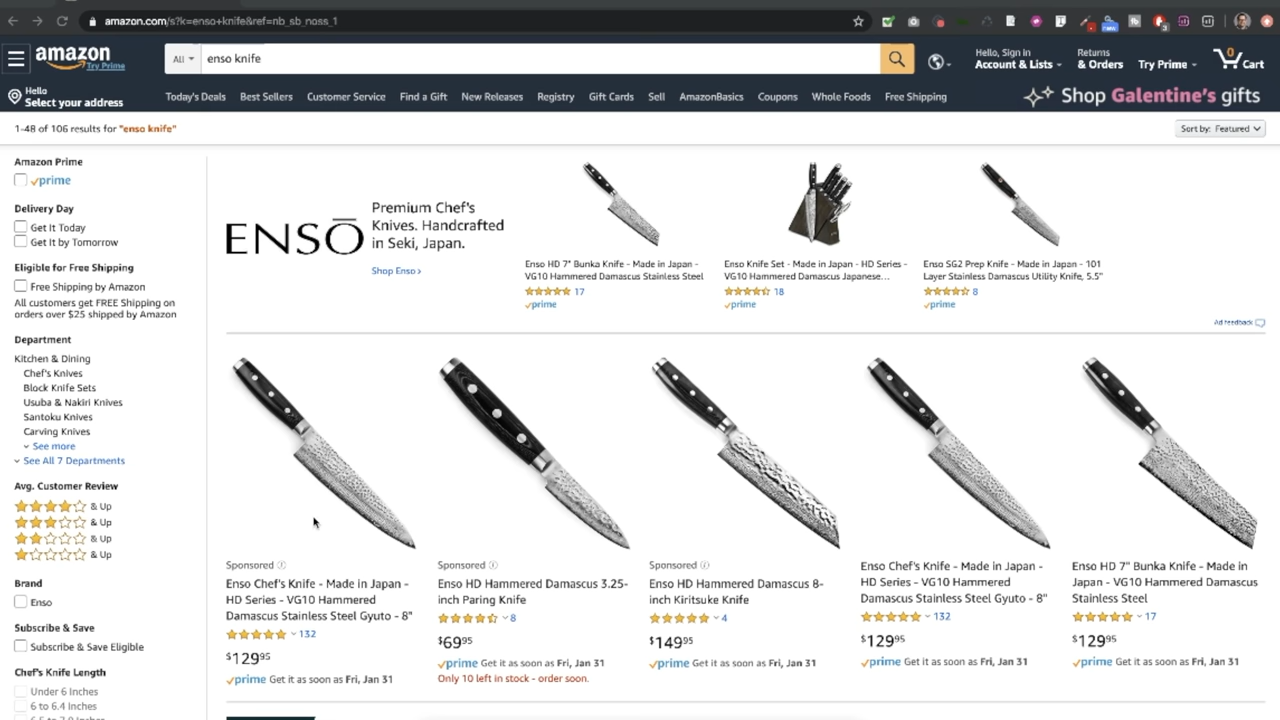 amazon.com/s?k=enso+knife&ref=nb_sb_noss_1
amazon
Try Prime
All
enso knife
Hello, Sign in
Account & Lists
Returns
& Orders
Try Prime
0
Cart
Hello
Select your address
Today's Deals
Best Sellers
Customer Service
Find a Gift
New Releases
Registry
Gift Cards
Sell
AmazonBasics
Coupons
Whole Foods
Free Shipping
Shop Galentine's gifts
1-48 of 106 results for "enso knife"
Sort by: Featured
Amazon Prime
prime
Delivery Day
Get It Today
Get It by Tomorrow
Eligible for Free Shipping
Free Shipping by Amazon
All customers get FREE Shipping on
orders over $25 shipped by Amazon
Department
Kitchen & Dining
Chef's Knives
Block Knife Sets
Usuba & Nakiri Knives
Santoku Knives
Carving Knives
See more
See All 7 Departments
Avg. Customer Review
& Up
& Up
& Up
& Up
Brand
Enso
Subscribe & Save
Subscribe & Save Eligible
Chef's Knife Length
Under 6 Inches
6 to 6.4 Inches
ENSŌ
Premium Chef's
Knives. Handcrafted
in Seki, Japan.
Shop Enso ›
Enso HD 7" Bunka Knife - Made in Japan -
VG10 Hammered Damascus Stainless Steel
17
prime
Enso Knife Set - Made in Japan - HD Series -
VG10 Hammered Damascus Japanese...
18
prime
Enso SG2 Prep Knife - Made in Japan - 101
Layer Stainless Damascus Utility Knife, 5.5"
8
prime
Ad feedback
Sponsored
Enso Chef's Knife - Made in Japan -
HD Series - VG10 Hammered
Damascus Stainless Steel Gyuto - 8"
132
$129.95
prime Get it as soon as Fri, Jan 31
Sponsored
Enso HD Hammered Damascus 3.25-
inch Paring Knife
8
$69.95
prime Get it as soon as Fri, Jan 31
Only 10 left in stock - order soon.
Sponsored
Enso HD Hammered Damascus 8-
inch Kiritsuke Knife
4
$149.95
prime Get it as soon as Fri, Jan 31
Enso Chef's Knife - Made in Japan -
HD Series - VG10 Hammered
Damascus Stainless Steel Gyuto - 8"
132
$129.95
prime Get it as soon as Fri, Jan 31
Enso HD 7" Bunka Knife - Made in
Japan - VG10 Hammered Damascus
Stainless Steel
17
$129.95
prime Get it as soon as Fri, Jan 31